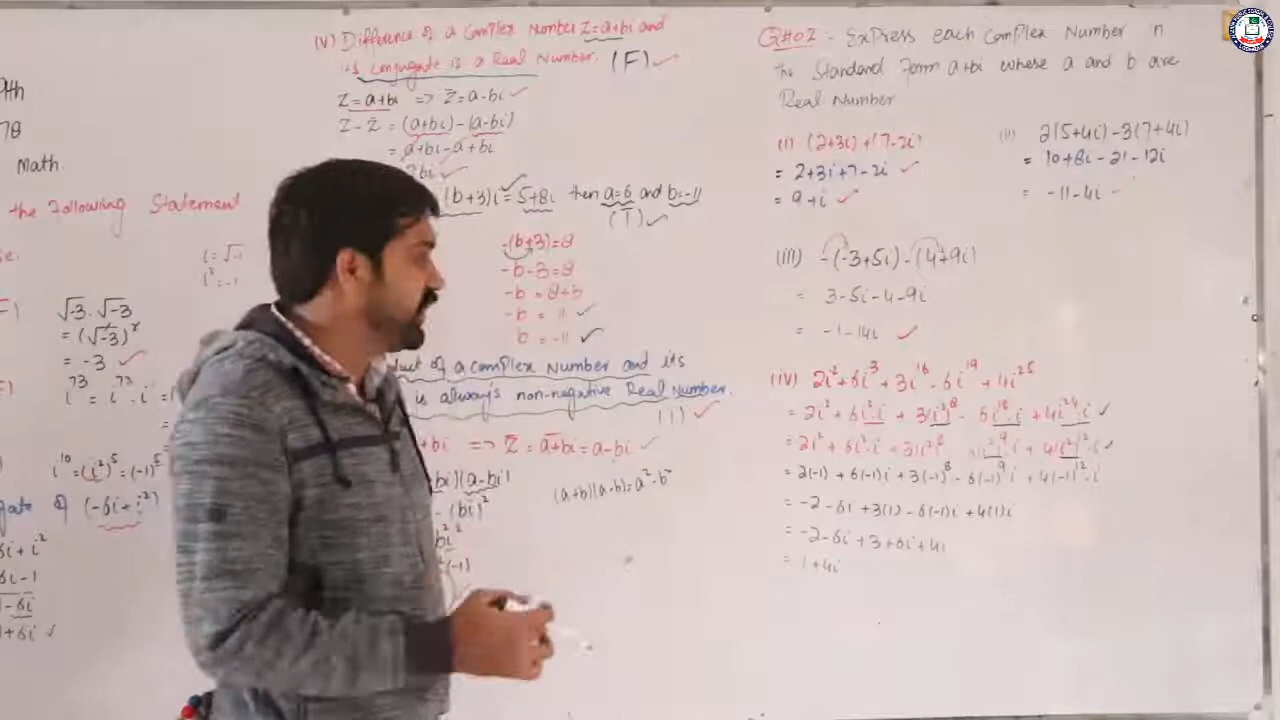 9th
78
Math.
the Following Statement
se.
i = √-1
i² = -1
F)
√-3 . √-3
= (√-3)²
= -3 ✓
F)
i⁷³ = i⁷² . i =
i¹⁰ = (i²)⁵ = (-1)⁵
gate of (-6i + i²)
6i + i²
6i - 1
1 - 6i
1 + 6i ✓
(V) Difference of a Complex Number Z = a+bi and
its conjugate is a Real Number. (F) ✓
Z = a+bi => Z̄ = a-bi ✓
Z - Z̄ = (a+bi) - (a-bi)
= a+bi - a+bi
2bi ✓
(b+3)i = 5+8i then a=6 and b=-11
(T) ✓
-(b+3)=8
-b-3=8
-b = 8+3
-b = 11 ✓
b = -11 ✓
duct of a complex Number and its
is always non-negative Real Number.
(T) ✓
+bi => Z̄ = a+bi = a-bi ✓
bi)(a-bi)
(a+b)(a-b)=a²-b²
- (bi)²
b²i²
(-1)
Q#02:- Express each Complex Number in
the Standard Form a+bi where a and b are
Real Number
(I) (2+3i)+(7-2i)
= 2+3i+7-2i ✓
= 9+i ✓
(II) 2(5+4i)-3(7+4i)
= 10+8i-21-12i
= -11-4i
(III) -(-3+5i)-(4+9i)
= 3-5i-4-9i
= -1-14i ✓
(IV) 2i²+6i³+3i¹⁶-6i¹⁹+4i²⁵
= 2i²+6i².i+3(i²)⁸-6i¹⁸.i+4i²⁴.i ✓
= 2i²+6i².i+3(i²)⁸-6(i²)⁹.i+4(i²)¹².i ✓
= 2(-1)+6(-1)i+3(-1)⁸-6(-1)⁹i+4(-1)¹².i
= -2-6i+3(1)-6(-1)i+4(1)i
= -2-6i+3+6i+4i
= 1+4i